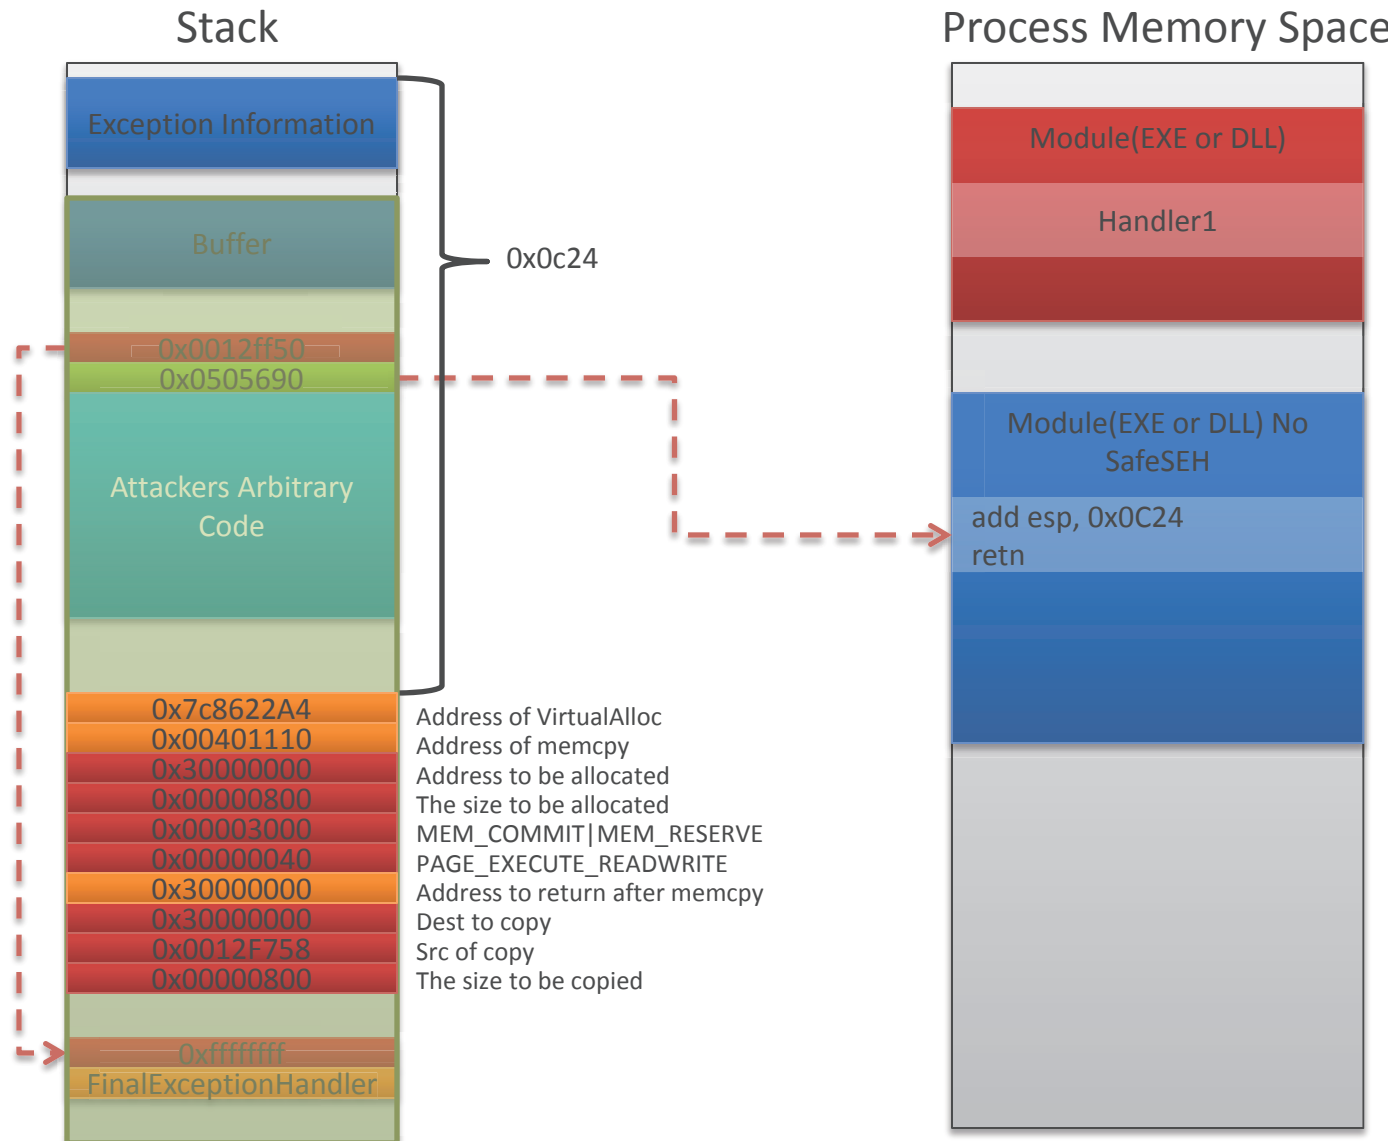 Stack
Exception Information
Buffer
0x0c24
0x0012ff50
0x0505690
Attackers Arbitrary
Code
0x7c8622A4 Address of VirtualAlloc
0x00401110 Address of memcpy
0x30000000 Address to be allocated
0x00000800 The size to be allocated
0x00003000 MEM_COMMIT|MEM_RESERVE
0x00000040 PAGE_EXECUTE_READWRITE
0x30000000 Address to return after memcpy
0x30000000 Dest to copy
0x0012F758 Src of copy
0x00000800 The size to be copied
0xffffffff
FinalExceptionHandler
Process Memory Space
Module(EXE or DLL)
Handler1
Module(EXE or DLL) No
SafeSEH
add esp, 0x0C24
retn